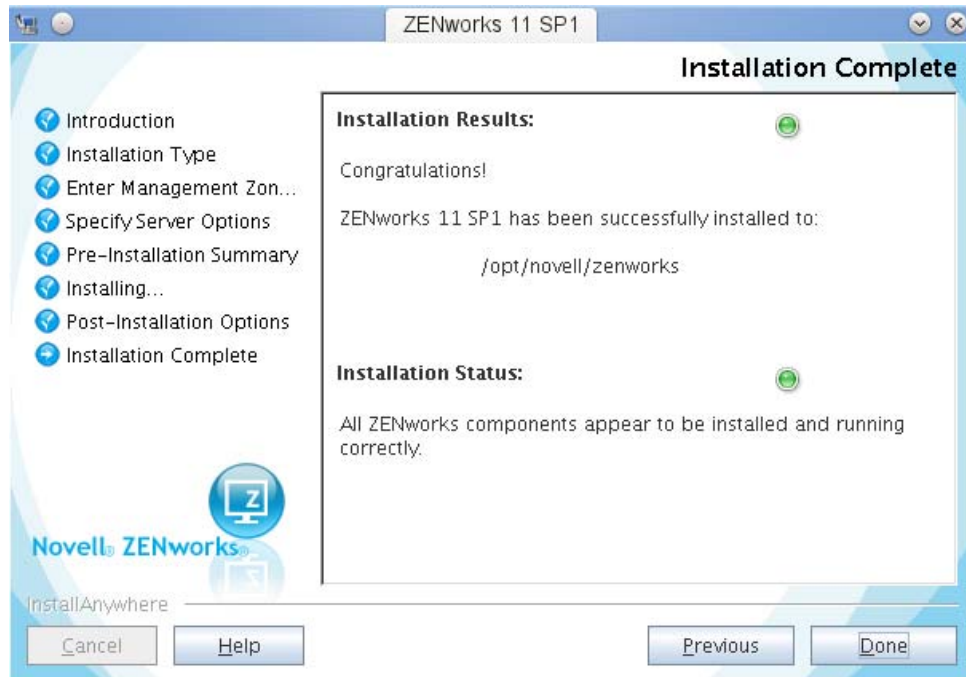 ZENworks 11 SP1
Installation Complete
Introduction
Installation Type
Enter Management Zon...
Specify Server Options
Pre-Installation Summary
Installing...
Post-Installation Options
Installation Complete
Installation Results:
Congratulations!
ZENworks 11 SP1 has been successfully installed to:
/opt/novell/zenworks
Installation Status:
All ZENworks components appear to be installed and running
correctly.
Z
Novell® ZENworks®
InstallAnywhere
Cancel
Help
Previous
Done